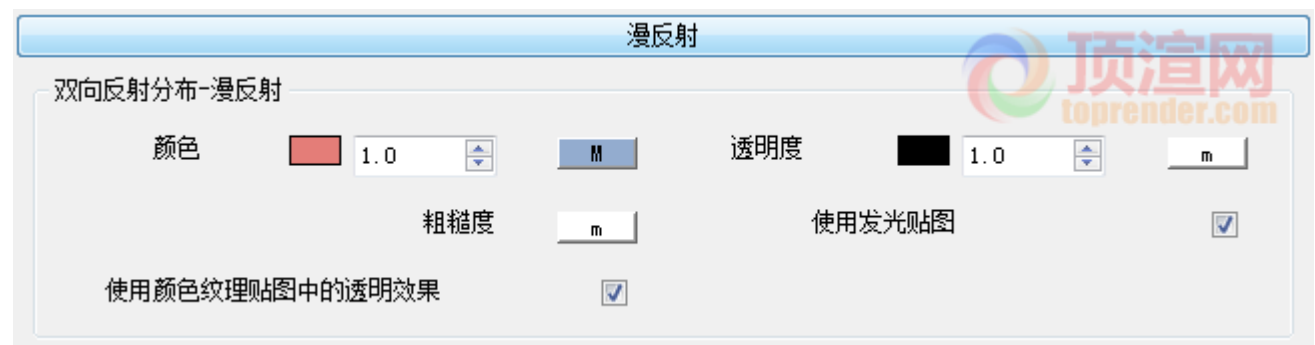 漫反射
顶渲网
toprender.com
双向反射分布-漫反射
颜色 1.0 M 透明度 1.0 m
粗糙度 m 使用发光贴图
使用颜色纹理贴图中的透明效果